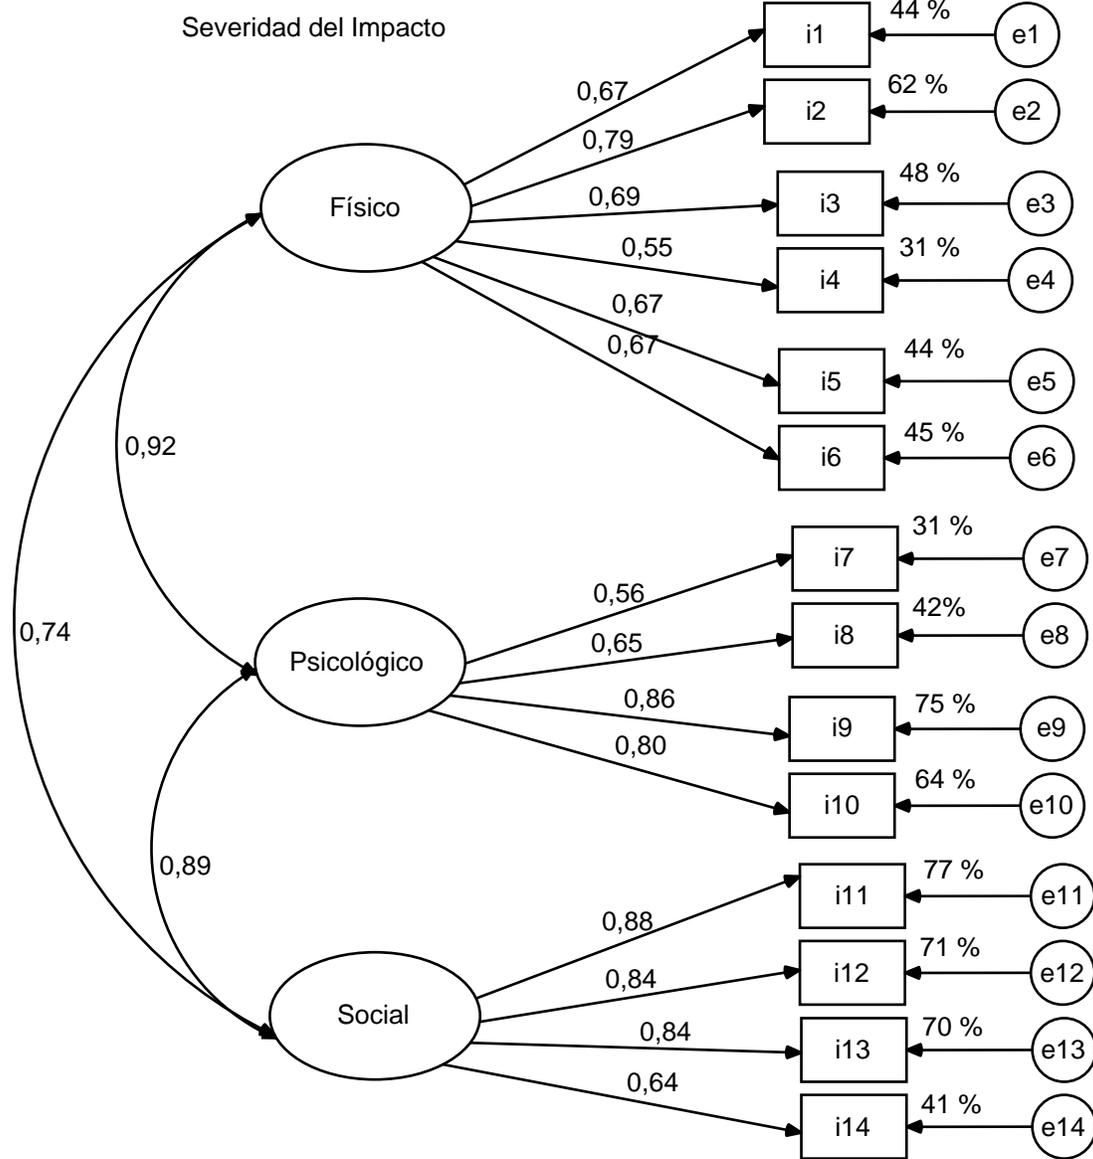 Severidad del Impacto
44 %
i1
e1
0,67
62 %
i2
e2
0,79
48 %
Físico
0,69
i3
e3
0,55
31 %
i4
e4
0,67
0,67
44 %
i5
e5
0,92
45 %
i6
e6
31 %
i7
e7
0,56
42%
0,74
0,65
i8
e8
Psicológico
0,86
75 %
i9
e9
0,80
64 %
i10
e10
0,89
77 %
i11
e11
0,88
71 %
0,84
i12
e12
Social
0,84
70 %
i13
e13
0,64
41 %
i14
e14